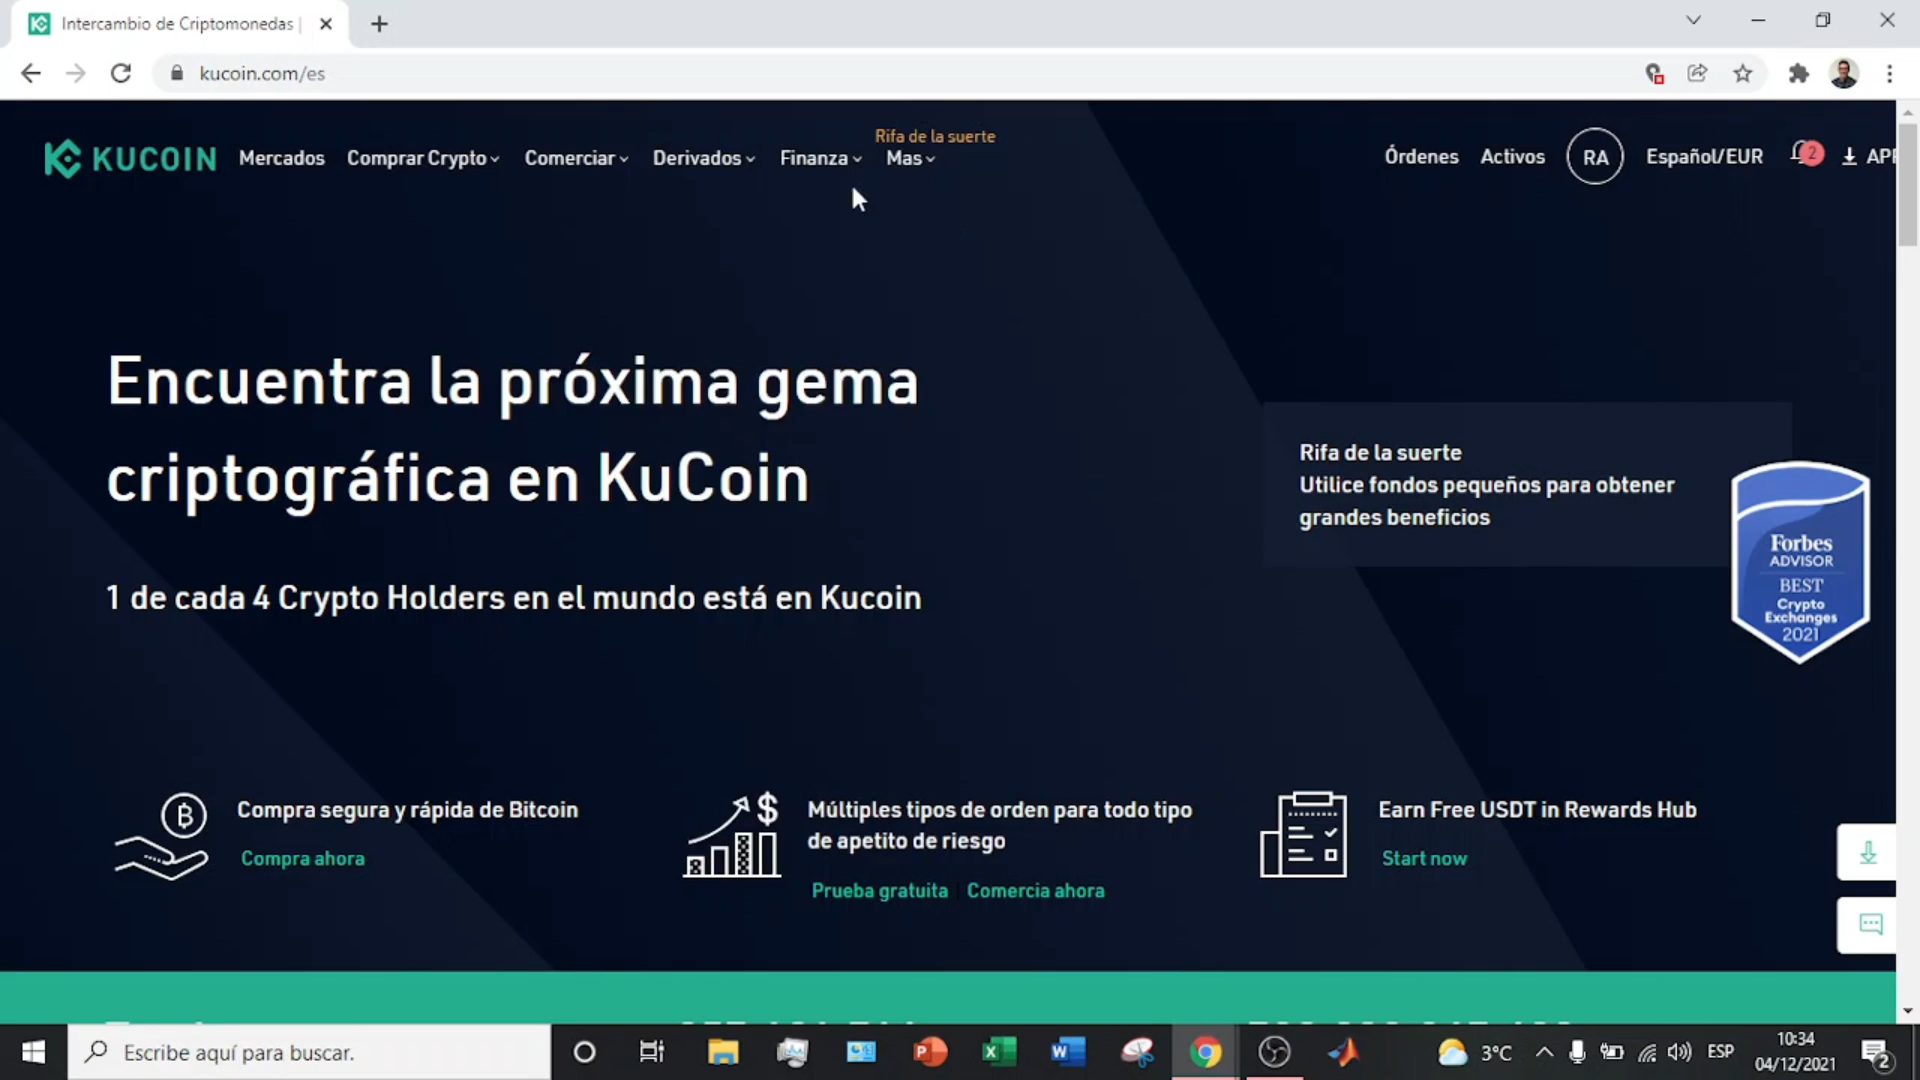 Intercambio de Criptomonedas |
kucoin.com/es
KUCOIN
Mercados
Comprar Crypto
Comerciar
Derivados
Finanza
Rifa de la suerte
Mas
Órdenes
Activos
RA
Español/EUR
2
Encuentra la próxima gema
criptográfica en KuCoin
1 de cada 4 Crypto Holders en el mundo está en Kucoin
Rifa de la suerte
Utilice fondos pequeños para obtener
grandes beneficios
Forbes
ADVISOR
BEST
Crypto
Exchanges
2021
Compra segura y rápida de Bitcoin
Compra ahora
Múltiples tipos de orden para todo tipo
de apetito de riesgo
Prueba gratuita | Comercia ahora
Earn Free USDT in Rewards Hub
Start now
Escribe aquí para buscar.
3°C
ESP
10:34
04/12/2021
2